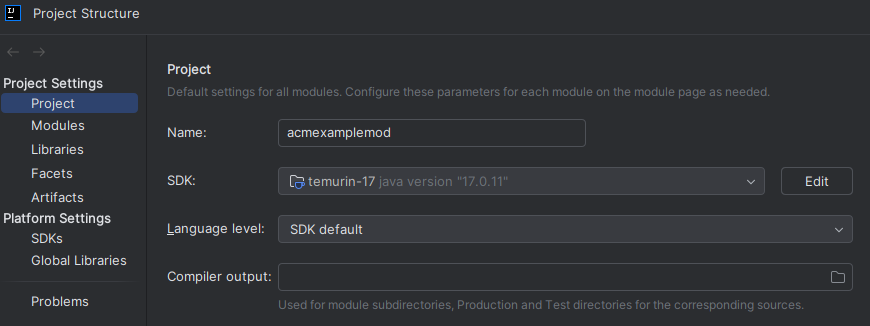 Project Structure
Project Settings
Project
Modules
Libraries
Facets
Artifacts
Platform Settings
SDKs
Global Libraries
Problems
Project
Default settings for all modules. Configure these parameters for each module on the module page as needed.
Name: acmexamplemod
SDK: temurin-17 java version "17.0.11" Edit
Language level: SDK default
Compiler output:
Used for module subdirectories, Production and Test directories for the corresponding sources.